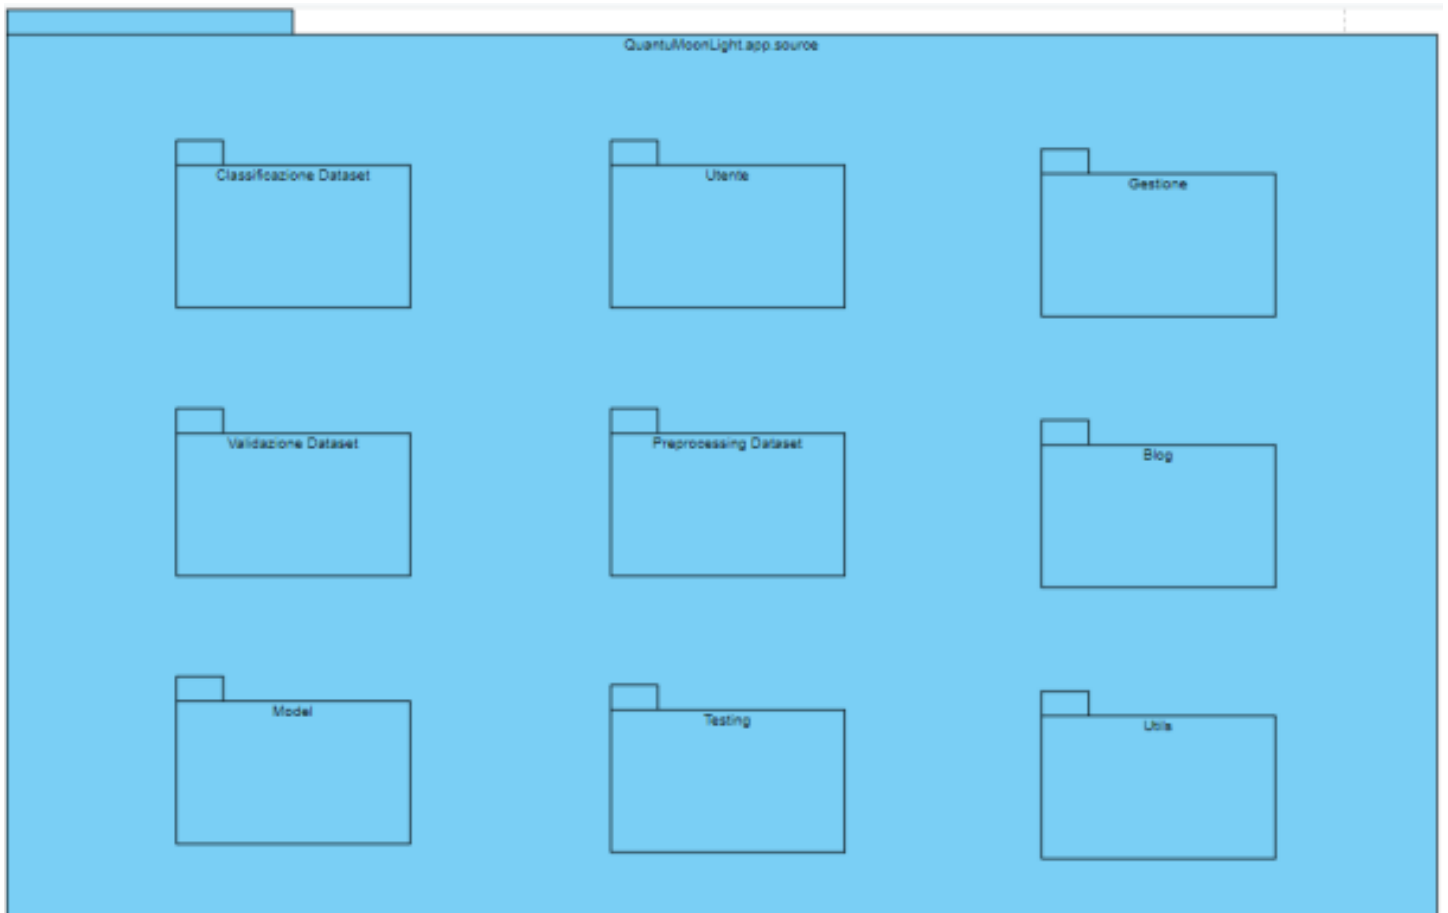 QuantuMoonLight.app.source
Classificazione Dataset
Utente
Gestione
Validazione Dataset
Preprocessing Dataset
Blog
Model
Testing
Utils